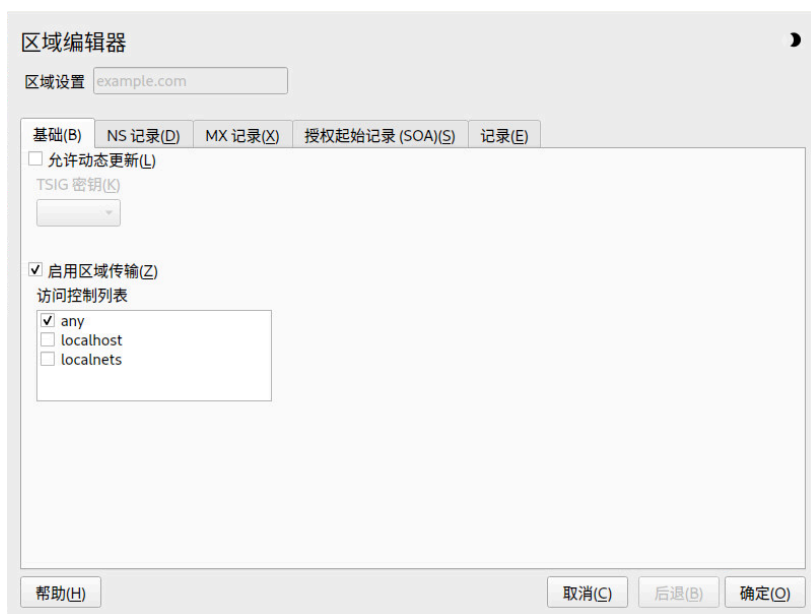 区域编辑器
区域设置 example.com
基础(B) NS 记录(D) MX 记录(X) 授权起始记录 (SOA)(S) 记录(E)
允许动态更新(L)
TSIG 密钥(K)
启用区域传输(Z)
访问控制列表
any
localhost
localnets
帮助(H) 取消(C) 后退(B) 确定(O)